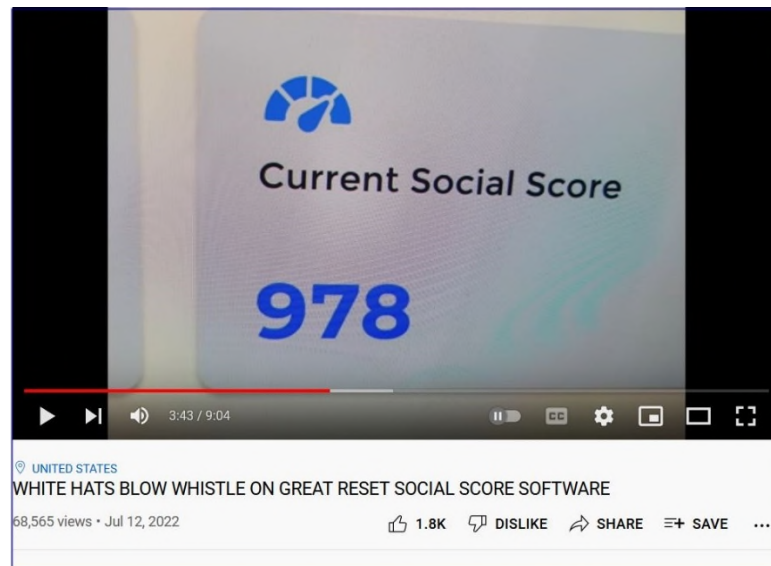 Current Social Score
978
3:43 / 9:04
CC
UNITED STATES
WHITE HATS BLOW WHISTLE ON GREAT RESET SOCIAL SCORE SOFTWARE
68,565 views • Jul 12, 2022 1.8K DISLIKE SHARE SAVE ...